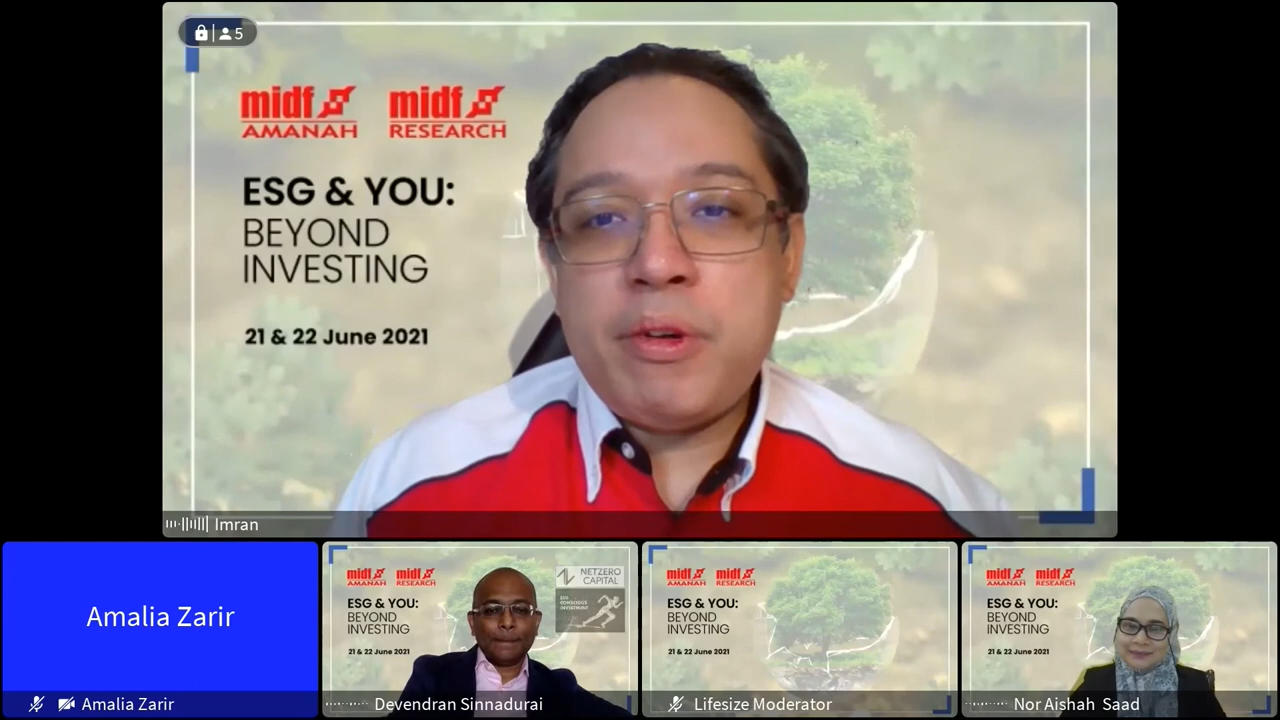 5
midf
AMANAH
midf
RESEARCH
ESG & YOU:
BEYOND
INVESTING
21 & 22 June 2021
Imran
Amalia Zarir
Amalia Zarir
midf
AMANAH
midf
RESEARCH
NETZERO
CAPITAL
ESG
CONSCIOUS
INVESTMENT
ESG & YOU:
BEYOND
INVESTING
21 & 22 June 2021
Devendran Sinnadurai
midf
AMANAH
midf
RESEARCH
ESG & YOU:
BEYOND
INVESTING
21 & 22 June 2021
Lifesize Moderator
midf
AMANAH
midf
RESEARCH
ESG & YOU:
BEYOND
INVESTING
21 & 22 June 2021
Nor Aishah Saad